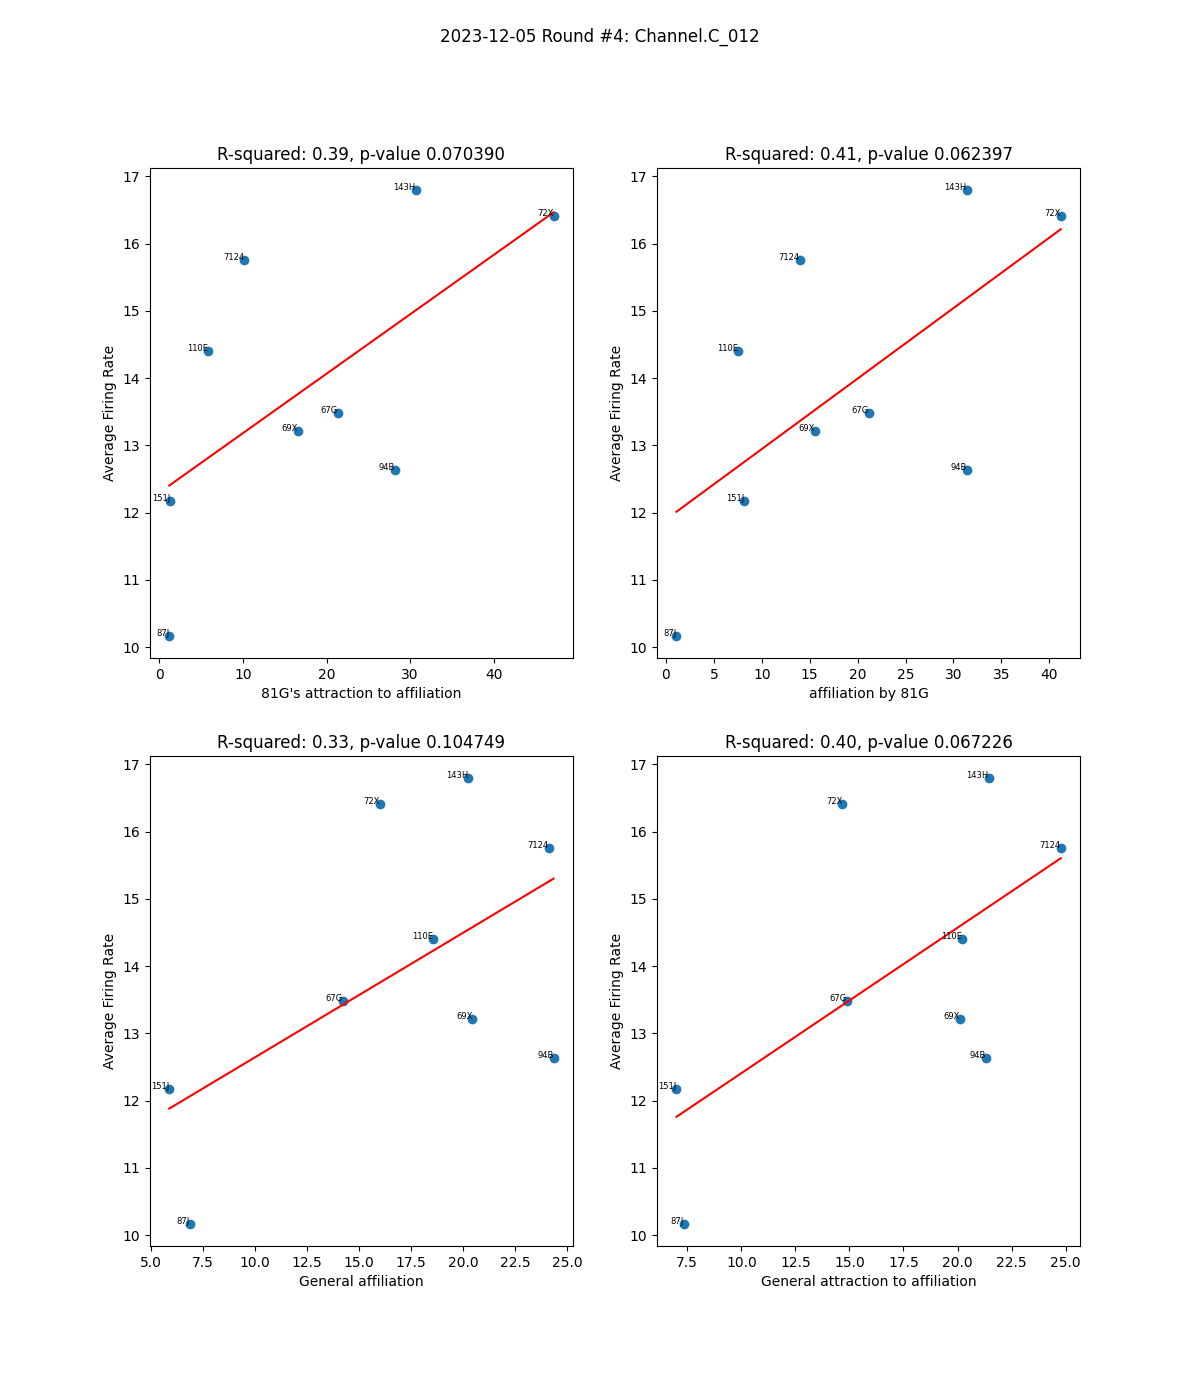 2023-12-05 Round #4: Channel.C_012
R-squared: 0.39, p-value 0.070390
17
16
15
14
13
12
11
10
Average Firing Rate
143H
72X
7124
110E
67G
69X
94B
151J
87J
0
10
20
30
40
81G's attraction to affiliation
R-squared: 0.41, p-value 0.062397
17
16
15
14
13
12
11
10
Average Firing Rate
143H
72X
7124
110E
67G
69X
94B
151J
87J
0
5
10
15
20
25
30
35
40
affiliation by 81G
R-squared: 0.33, p-value 0.104749
17
16
15
14
13
12
11
10
Average Firing Rate
143H
72X
7124
110E
67G
69X
94B
151J
87J
5.0
7.5
10.0
12.5
15.0
17.5
20.0
22.5
25.0
General affiliation
R-squared: 0.40, p-value 0.067226
17
16
15
14
13
12
11
10
Average Firing Rate
143H
72X
7124
110E
67G
69X
94B
151J
87J
7.5
10.0
12.5
15.0
17.5
20.0
22.5
25.0
General attraction to affiliation